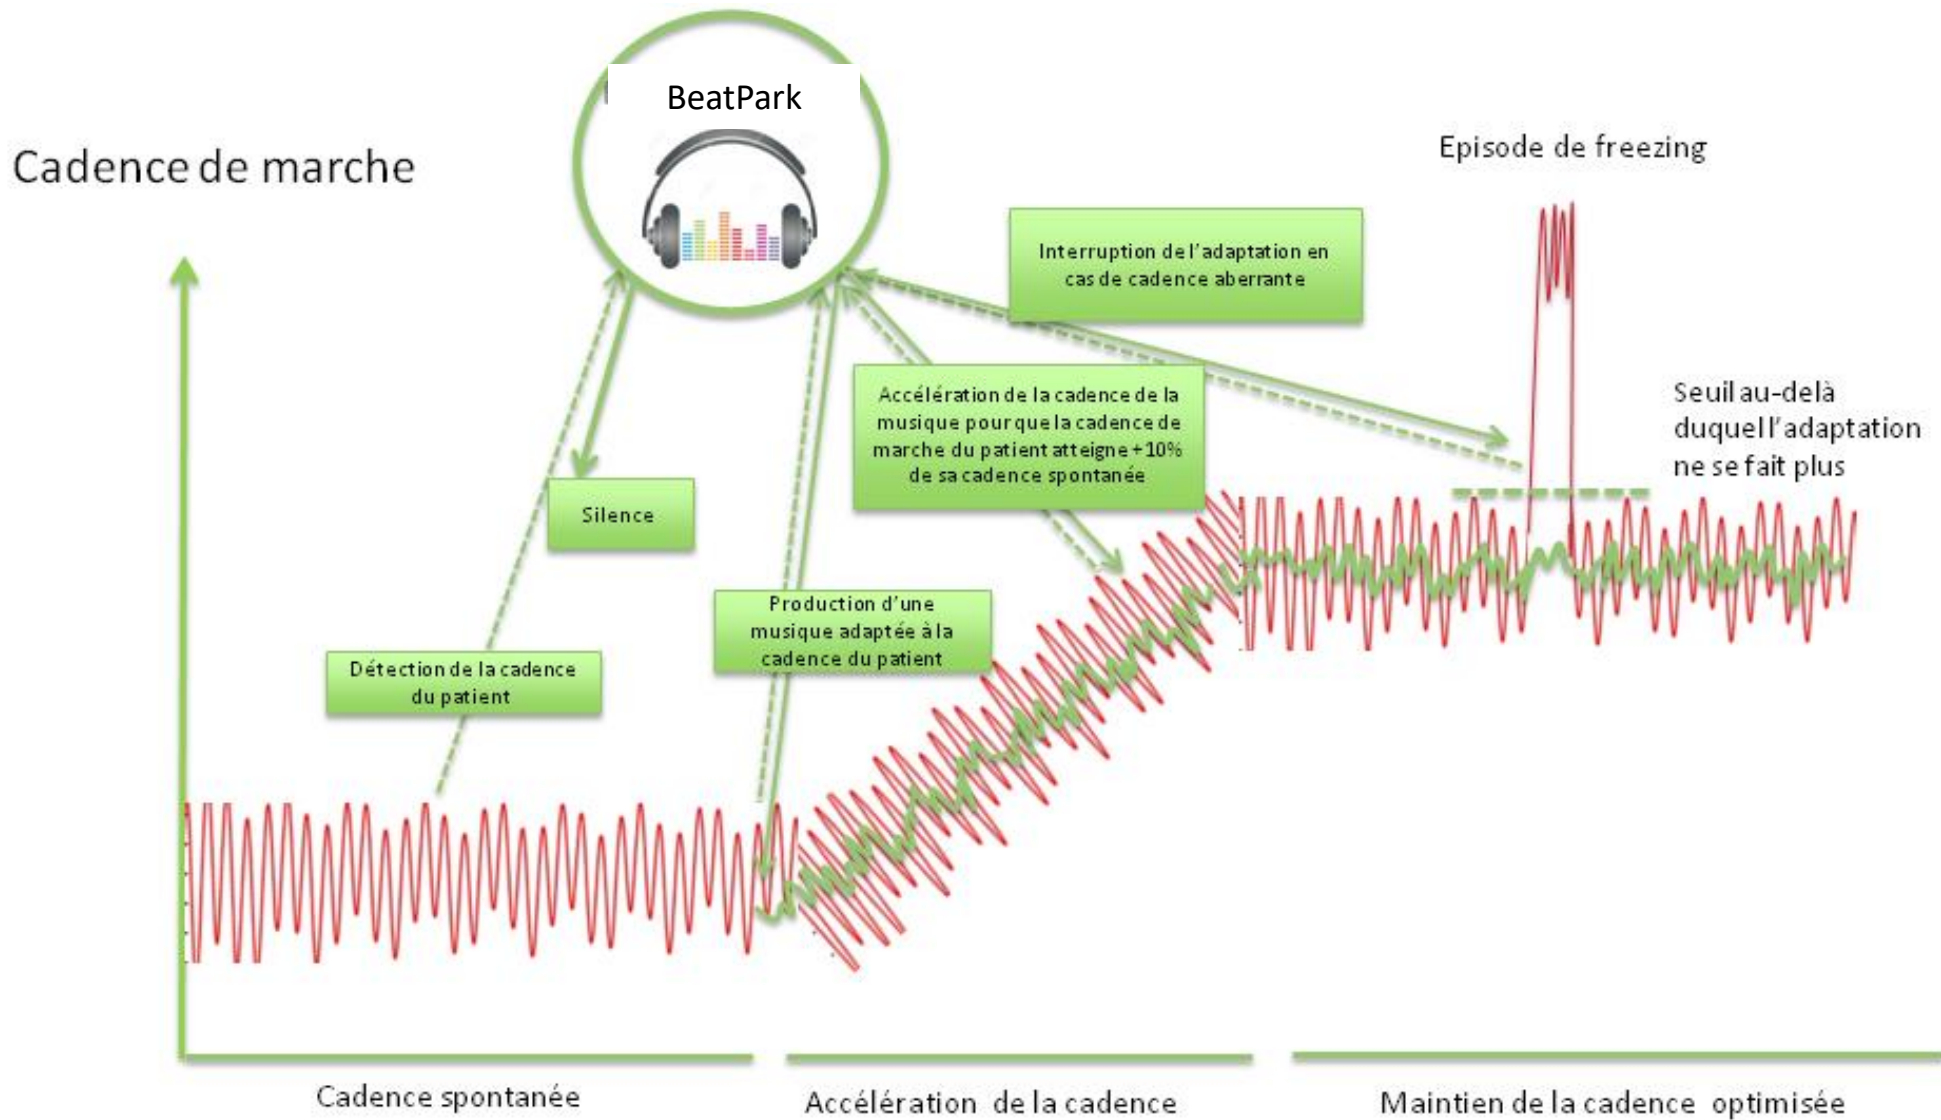 BeatPark
Cadence de marche
Episode de freezing
Interruption de l'adaptation en
cas de cadence aberrante
Accélération de la cadence de la
musique pour que la cadence de
marche du patient atteigne +10%
de sa cadence spontanée
Seuil au-delà
duquel l'adaptation
ne se fait plus
Silence
Production d'une
musique adaptée à la
cadence du patient
Détection de la cadence
du patient
Cadence spontanée
Accélération de la cadence
Maintien de la cadence optimisée